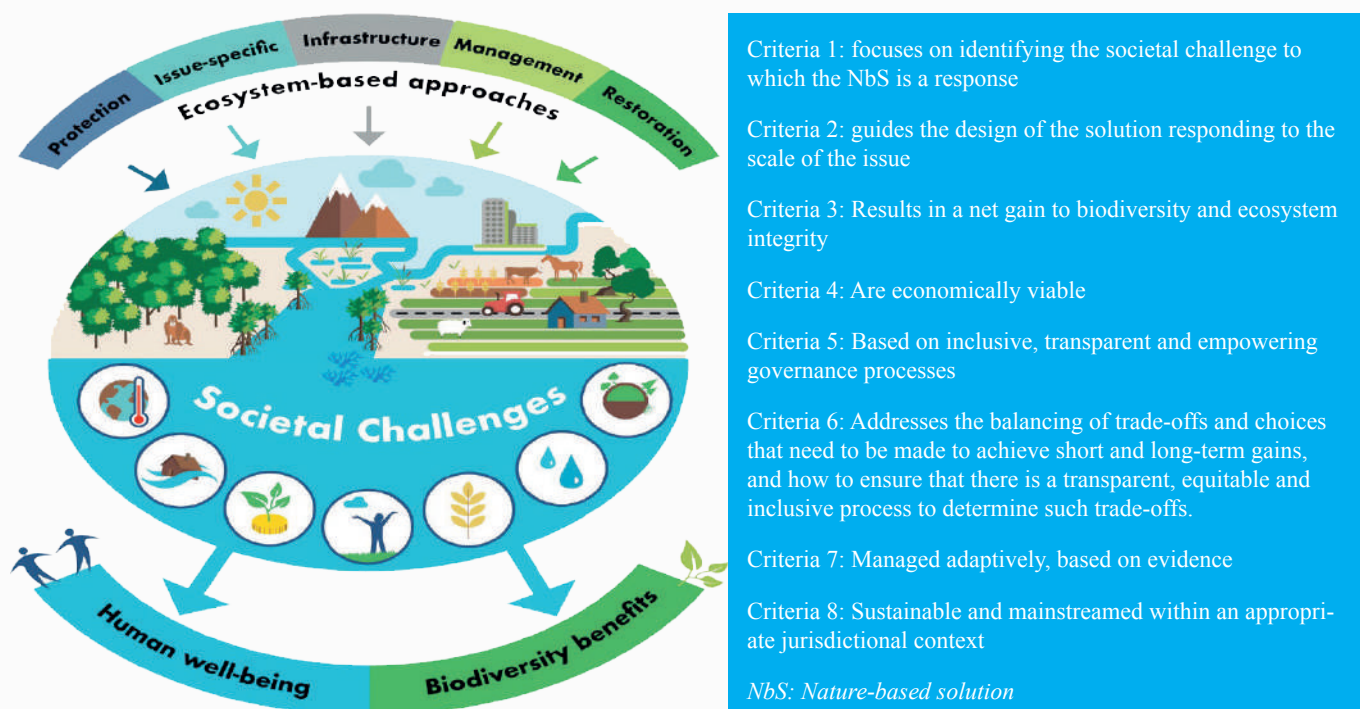 Protection
Issue-specific
Infrastructure
Management
Restoration
Ecosystem-based approaches
Societal Challenges
Human well-being
Biodiversity benefits
Criteria 1: focuses on identifying the societal challenge to
which the NbS is a response
Criteria 2: guides the design of the solution responding to the
scale of the issue
Criteria 3: Results in a net gain to biodiversity and ecosystem
integrity
Criteria 4: Are economically viable
Criteria 5: Based on inclusive, transparent and empowering
governance processes
Criteria 6: Addresses the balancing of trade-offs and choices
that need to be made to achieve short and long-term gains,
and how to ensure that there is a transparent, equitable and
inclusive process to determine such trade-offs.
Criteria 7: Managed adaptively, based on evidence
Criteria 8: Sustainable and mainstreamed within an appropri-
ate jurisdictional context
NbS: Nature-based solution